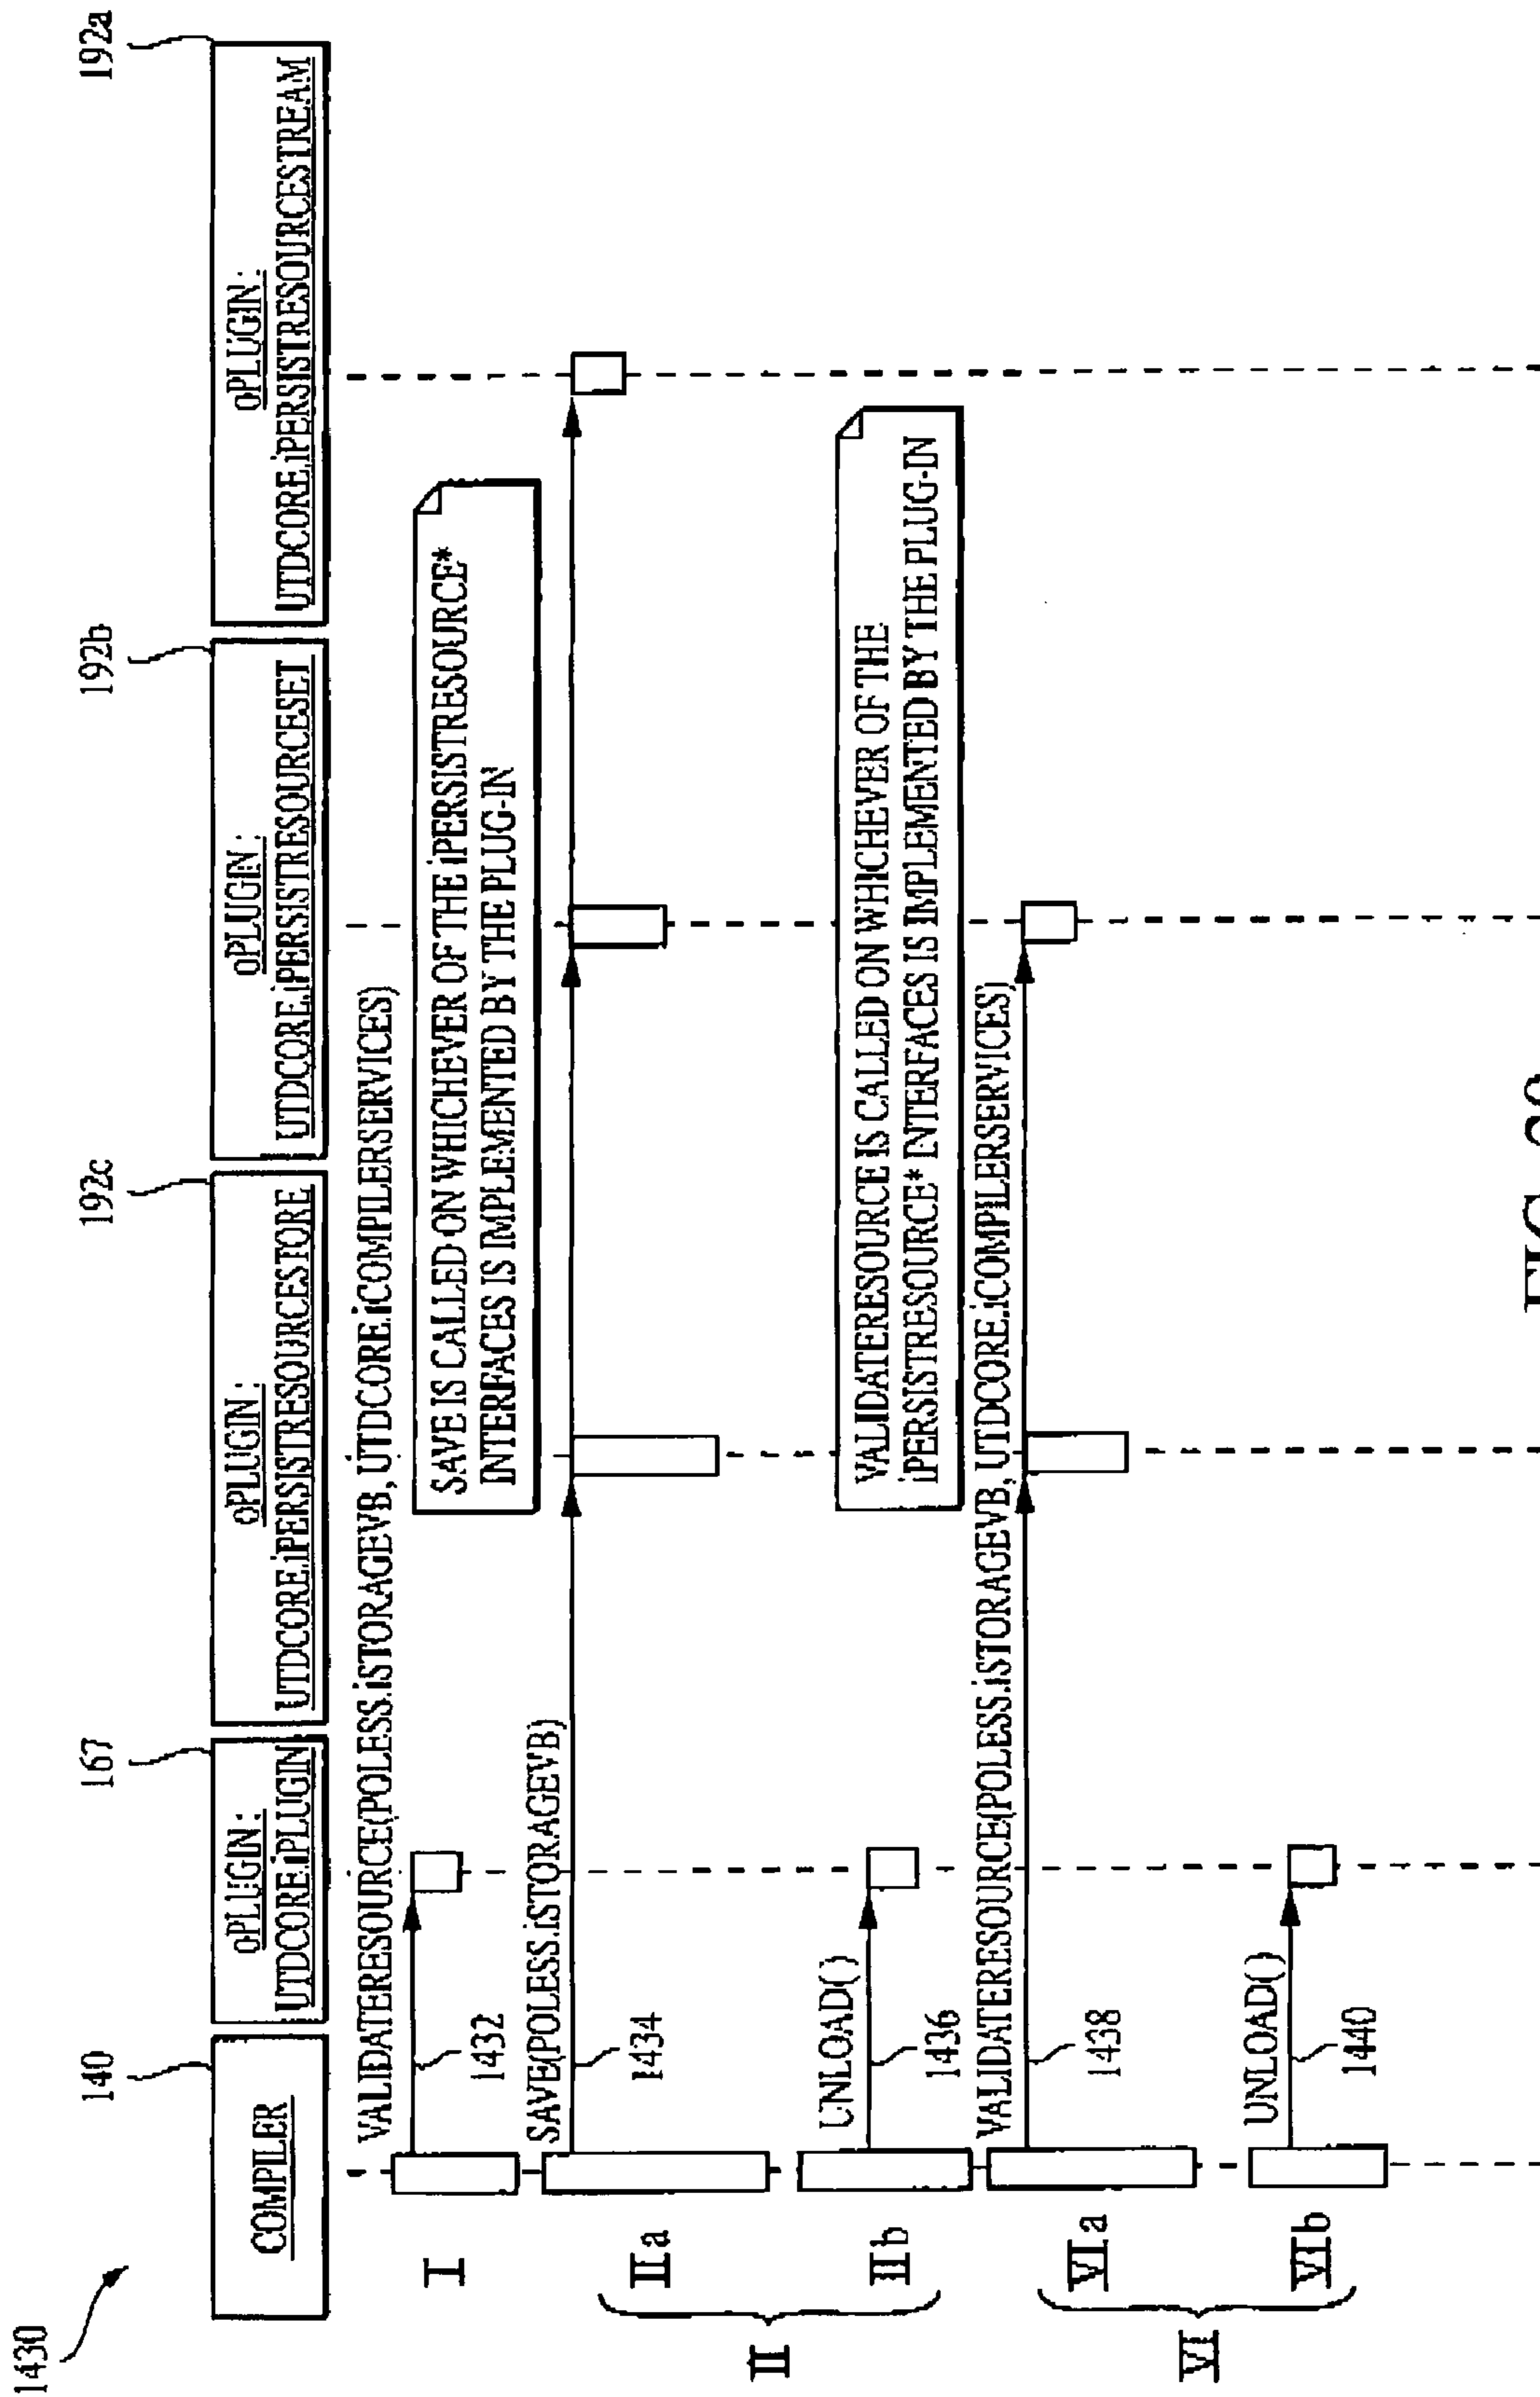 1430
140
167
192c
192b
192a
COMPILER
oPLUGIN :
UTDCORE.iPLUGIN
oPLUGIN :
UTDCORE.iPERSISTRESOURCESTORE
oPLUGIN :
UTDCORE.iPERSISTRESOURCESET
oPLUGIN :
UTDCORE.iPERSISTRESOURCESTREAM
I
VALIDATERESOURCE(POLESS.iSTORAGEVB, UTDCORE.iCOMPILERSERVICES)
1432
SAVE IS CALLED ON WHICHEVER OF THE iPERSISTRESOURCE*
INTERFACES IS IMPLEMENTED BY THE PLUG-IN
II
IIa
SAVE(POLESS.iSTORAGEVB)
1434
IIb
UNLOAD()
1436
VALIDATERESOURCE IS CALLED ON WHICHEVER OF THE
iPERSISTRESOURCE* INTERFACES IS IMPLEMENTED BY THE PLUG-IN
VI
VIa
VALIDATERESOURCE(POLESS.iSTORAGEVB, UTDCORE.iCOMPILERSERVICES)
1438
VIb
UNLOAD()
1440